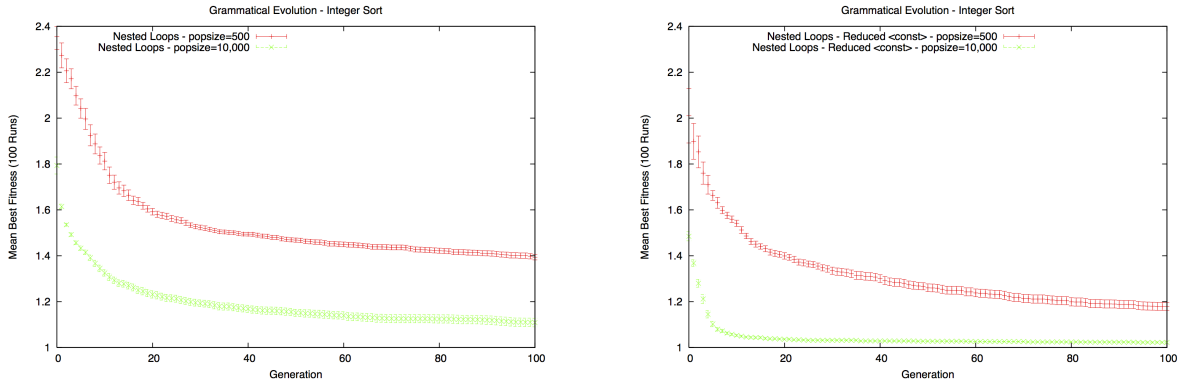 Grammatical Evolution - Integer Sort
Nested Loops - popsize=500
Nested Loops - popsize=10,000
Mean Best Fitness (100 Runs)
2.4
2.2
2
1.8
1.6
1.4
1.2
1
0
20
40
60
80
100
Generation
Grammatical Evolution - Integer Sort
Nested Loops - Reduced <const> - popsize=500
Nested Loops - Reduced <const> - popsize=10,000
Mean Best Fitness (100 Runs)
2.4
2.2
2
1.8
1.6
1.4
1.2
1
0
20
40
60
80
100
Generation